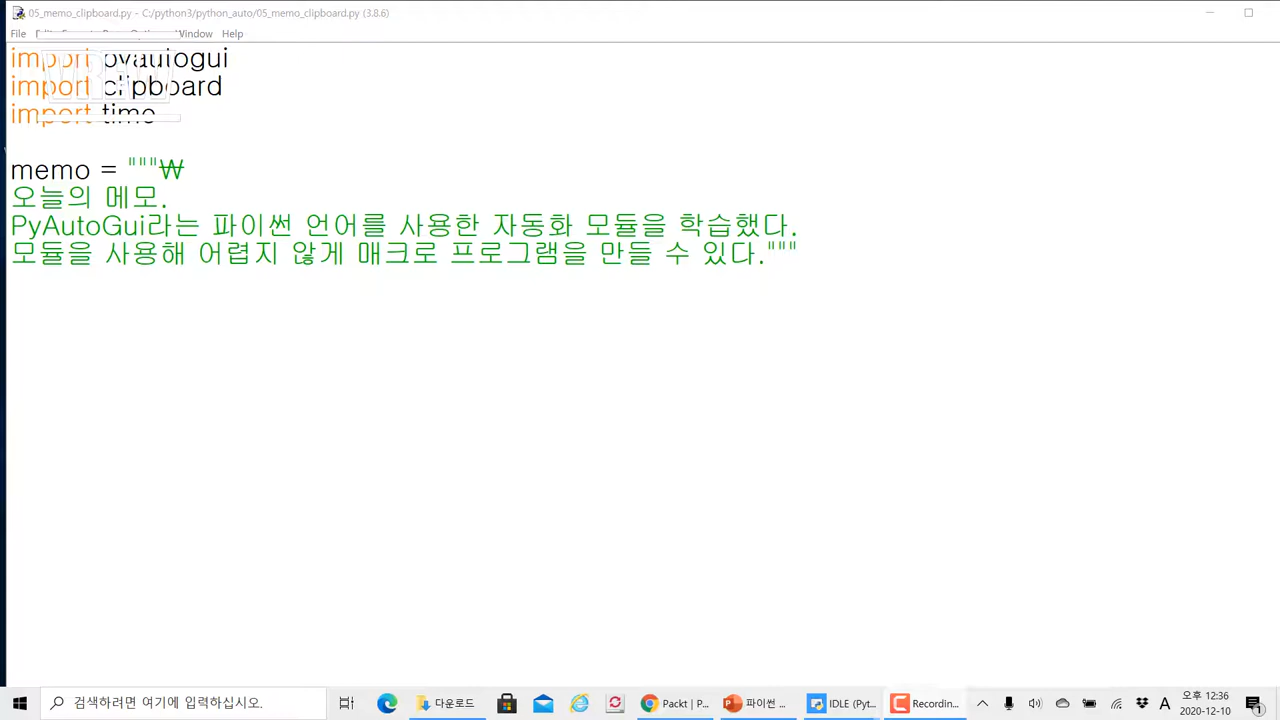 05_memo_clipboard.py - C:/python3/python_auto/05_memo_clipboard.py (3.8.6)
File Window Help
import pyautogui
import clipboard
import time
memo = """₩
오늘의 메모.
PyAutoGui라는 파이썬 언어를 사용한 자동화 모듈을 학습했다.
모듈을 사용해 어렵지 않게 매크로 프로그램을 만들 수 있다."""
검색하려면 여기에 입력하십시오.
다운로드
Packt | P...
파이썬 ...
IDLE (Pyt...
Recordin...
A
오후 12:36
2020-12-10
1